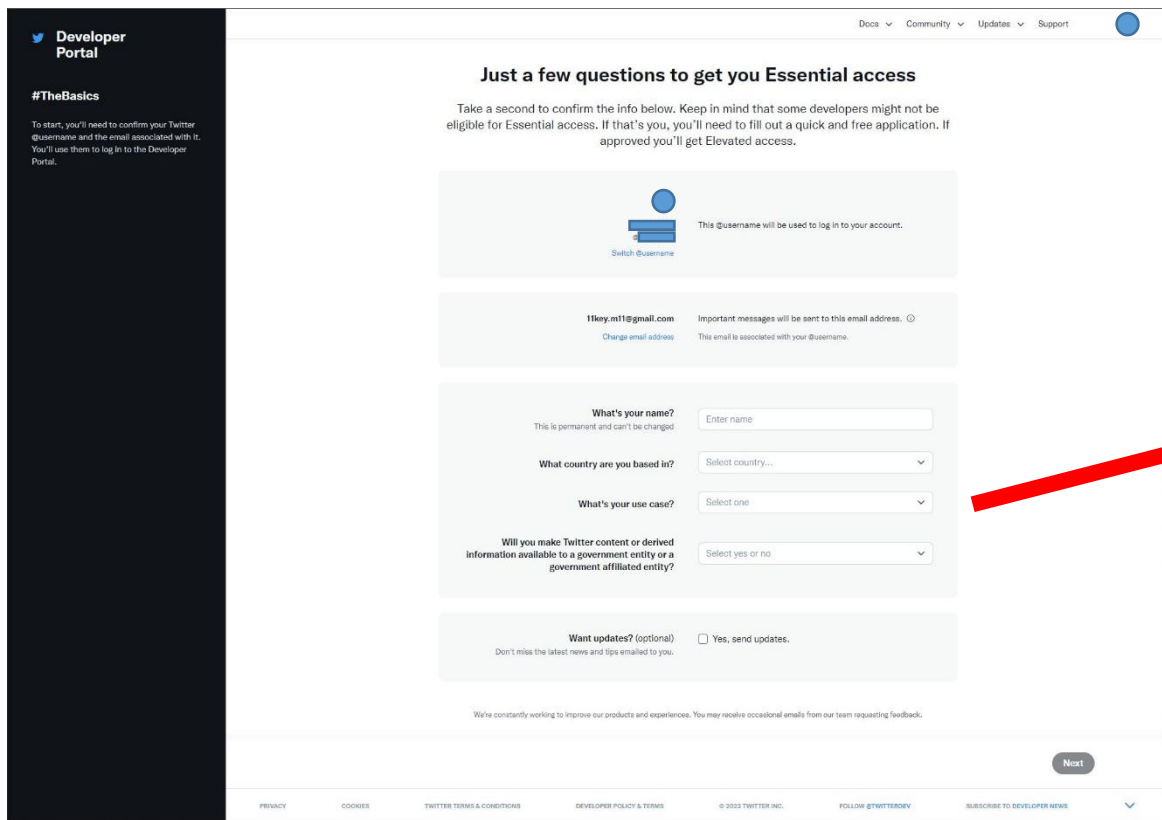 Developer
Portal
Docs Community Updates Support
#TheBasics
To start, you'll need to confirm your Twitter
@username and the email associated with it.
You'll use them to log in to the Developer
Portal.
Just a few questions to get you Essential access
Take a second to confirm the info below. Keep in mind that some developers might not be
eligible for Essential access. If that's you, you'll need to fill out a quick and free application. If
approved you'll get Elevated access.
@
Switch @username
This @username will be used to log in to your account.
11key.m11@gmail.com
Change email address
Important messages will be sent to this email address.
This email is associated with your @username.
What's your name?
This is permanent and can't be changed
Enter name
What country are you based in?
Select country...
What's your use case?
Select one
Will you make Twitter content or derived
information available to a government entity or a
government affiliated entity?
Select yes or no
Want updates? (optional)
Don't miss the latest news and tips emailed to you.
Yes, send updates.
We're constantly working to improve our products and experiences. You may receive occasional emails from our team requesting feedback.
Next
PRIVACY COOKIES TWITTER TERMS & CONDITIONS DEVELOPER POLICY & TERMS © 2023 TWITTER INC. FOLLOW @TWITTERDEV SUBSCRIBE TO DEVELOPER NEWS